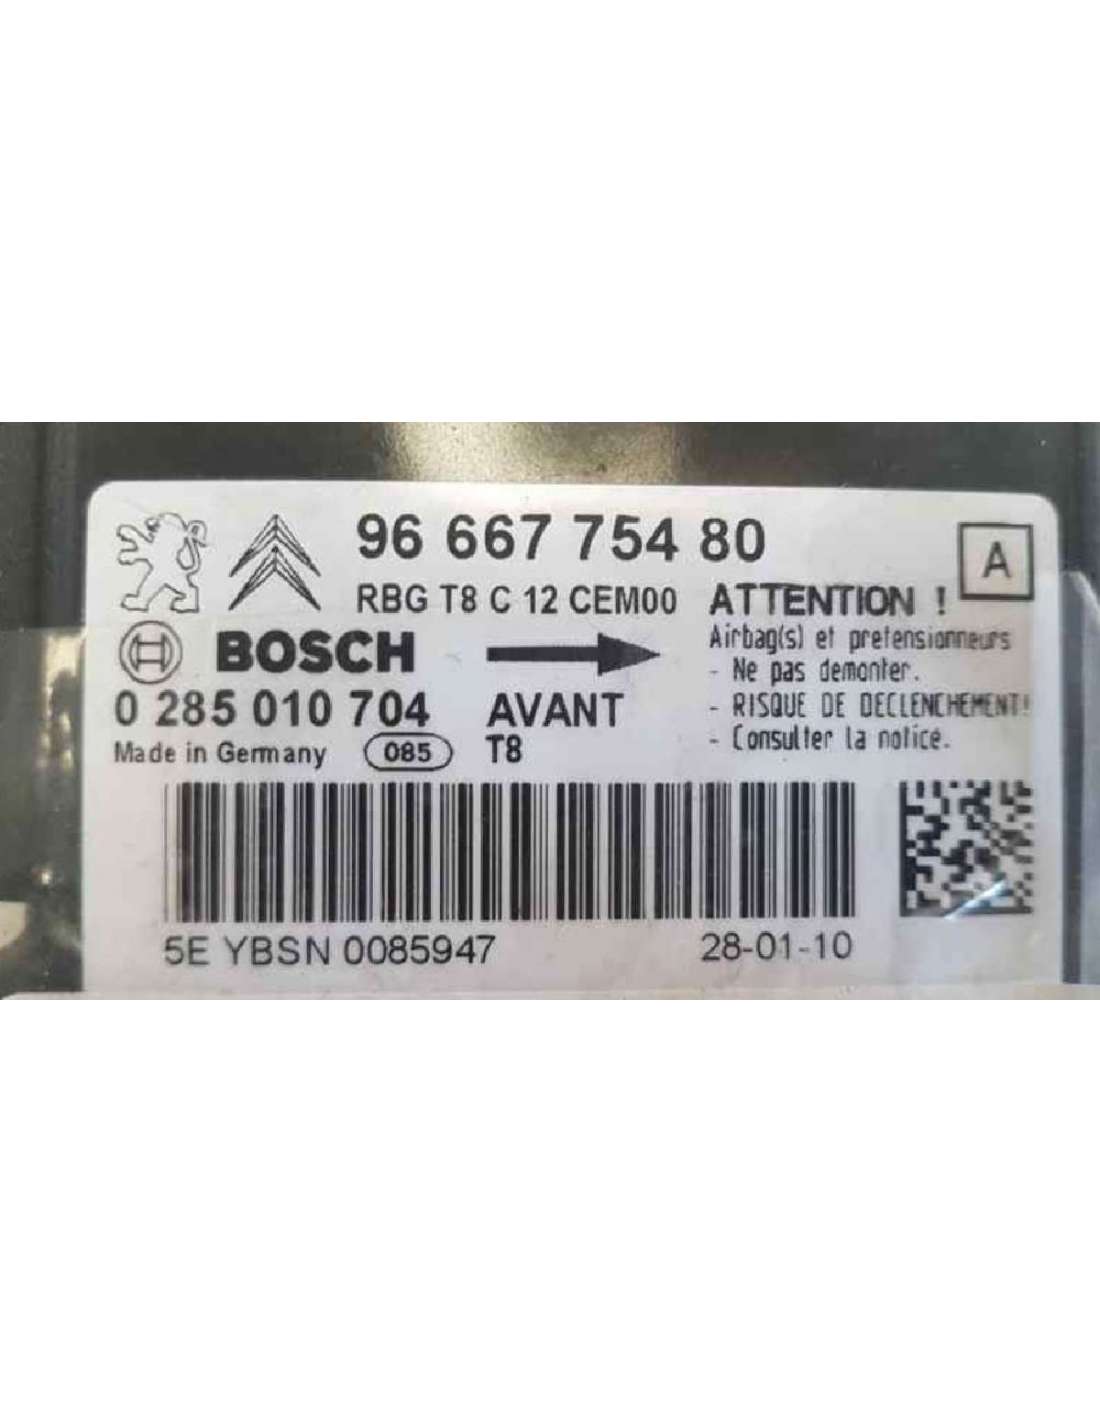 96 667 754 80
A
RBG T8 C 12 CEM00
ATTENTION !
BOSCH
Airbag(s) et pretensionneurs
- Ne pas demonter.
0 285 010 704
AVANT
- RISQUE DE DECLENCHEMENT!
Made in Germany
085
T8
- Consulter la notice.
5E YBSN 0085947
28-01-10